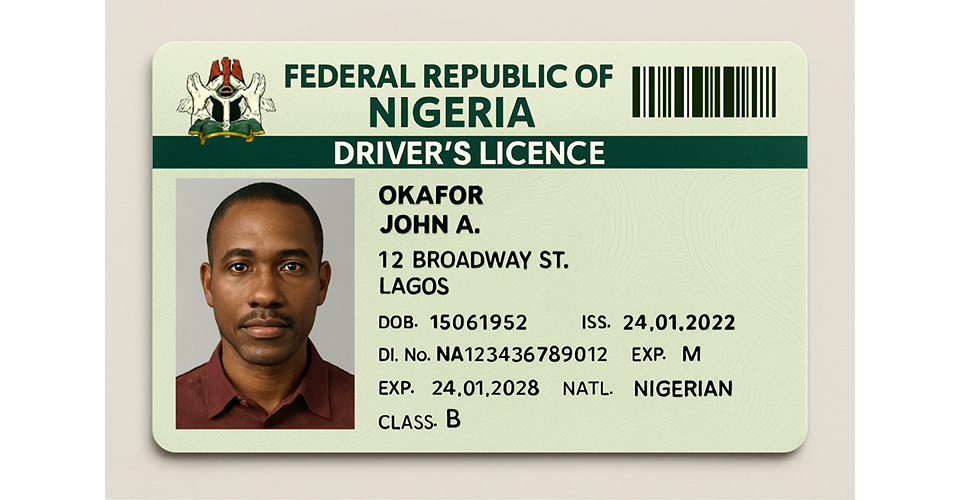 FEDERAL REPUBLIC OF
NIGERIA
DRIVER'S LICENCE
OKAFOR
JOHN A.
12 BROADWAY ST.
LAGOS
DOB. 15061952 ISS. 24,01,2022
DI. No. NA123436789012 EXP. M
EXP. 24,01,2028 NATL. NIGERIAN
CLASS. B